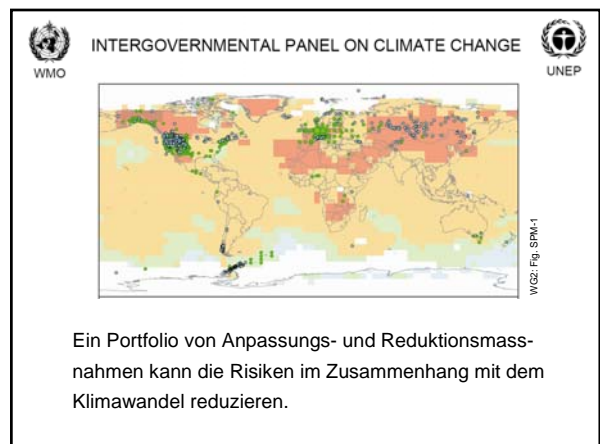 INTERGOVERNMENTAL PANEL ON CLIMATE CHANGE
WMO
UNEP
WG2: Fig. SPM-1
Ein Portfolio von Anpassungs- und Reduktionsmass-
nahmen kann die Risiken im Zusammenhang mit dem
Klimawandel reduzieren.